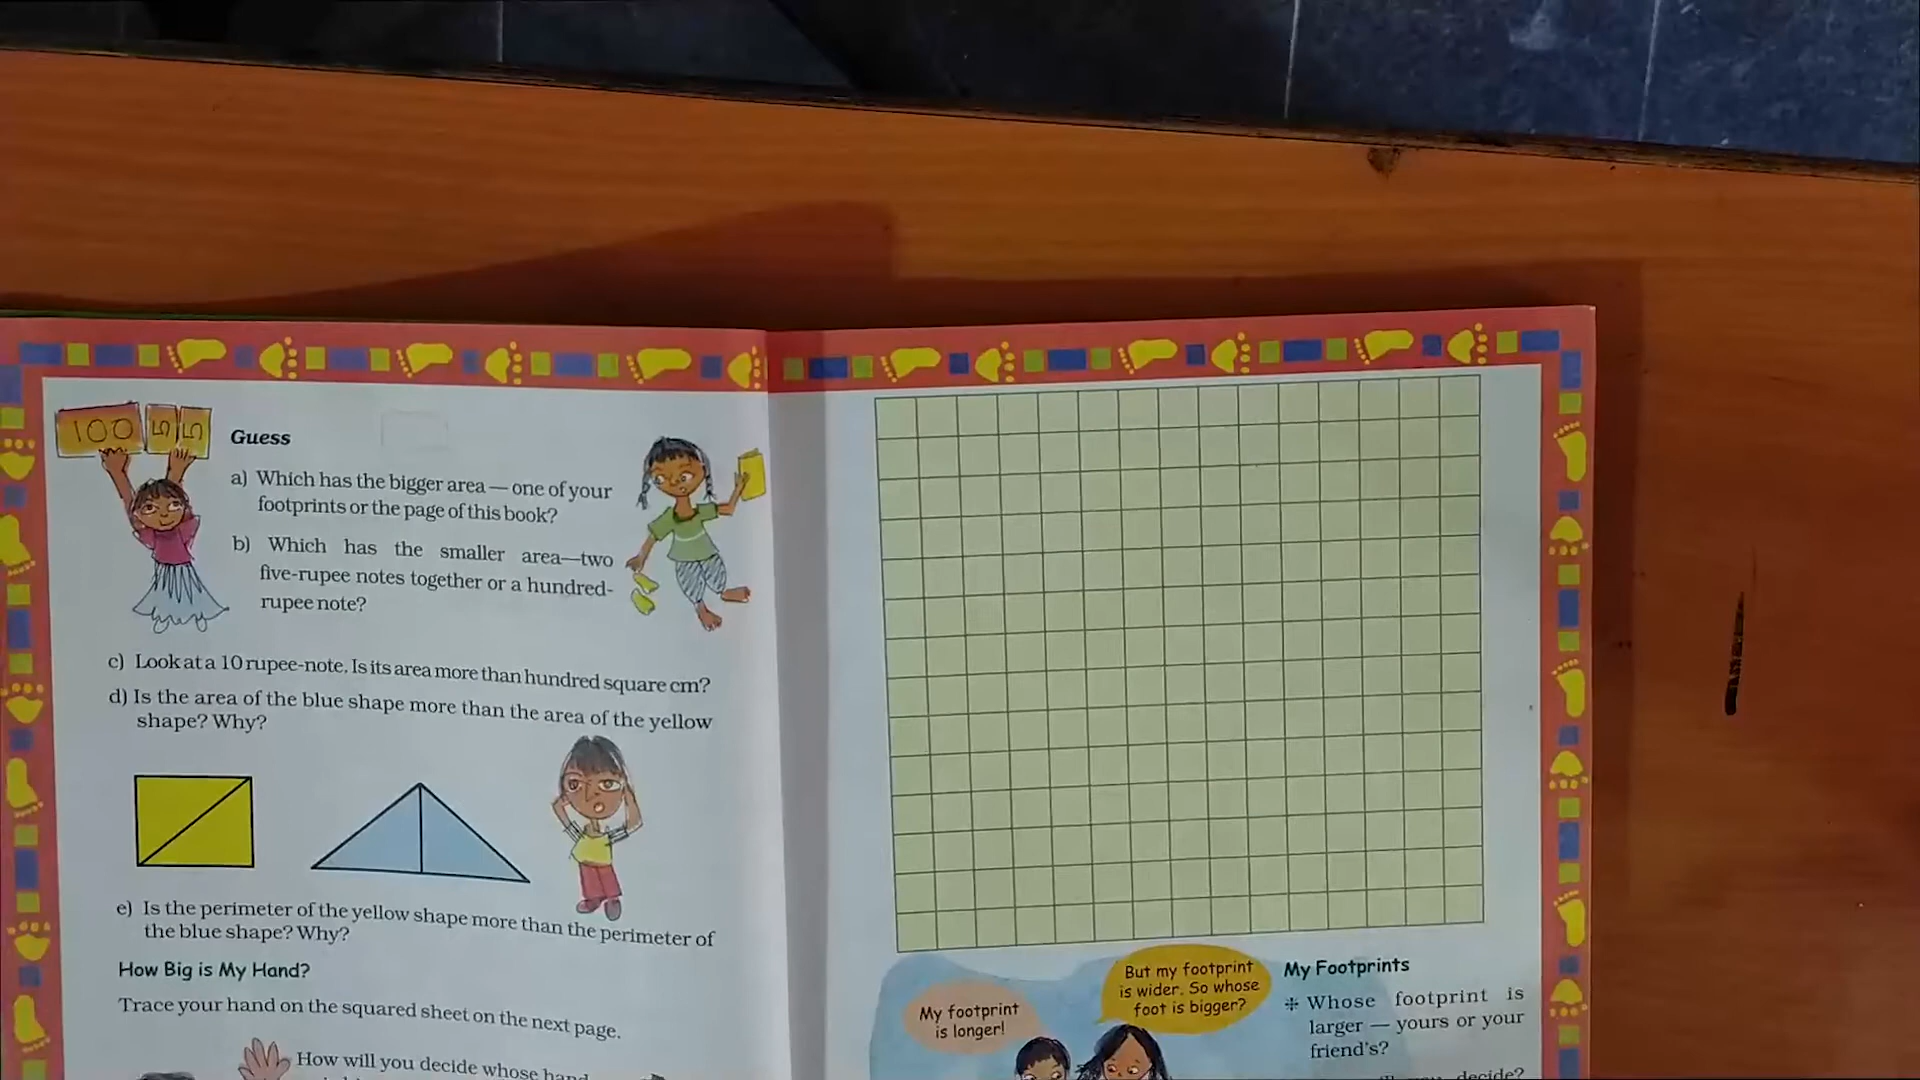 100 5 5
Guess
a) Which has the bigger area — one of your
footprints or the page of this book?
b) Which has the smaller area—two
five-rupee notes together or a hundred-
rupee note?
c) Look at a 10 rupee-note. Is its area more than hundred square cm?
d) Is the area of the blue shape more than the area of the yellow
shape? Why?
e) Is the perimeter of the yellow shape more than the perimeter of
the blue shape? Why?
How Big is My Hand?
Trace your hand on the squared sheet on the next page.
How will you decide whose hand
My footprint
is longer!
But my footprint
is wider. So whose
foot is bigger?
My Footprints
❉ Whose footprint is
larger — yours or your
friend's?
decide?